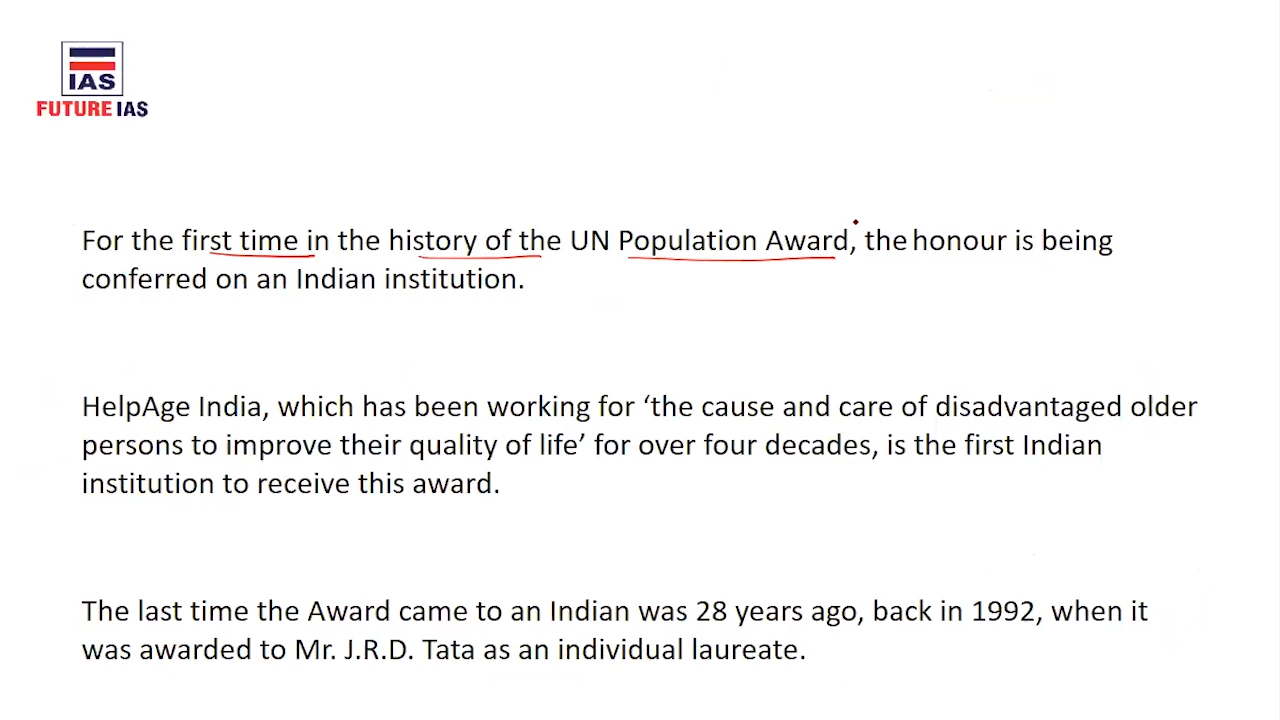 IAS
FUTURE IAS
For the first time in the history of the UN Population Award, the honour is being
conferred on an Indian institution.
HelpAge India, which has been working for ‘the cause and care of disadvantaged older
persons to improve their quality of life’ for over four decades, is the first Indian
institution to receive this award.
The last time the Award came to an Indian was 28 years ago, back in 1992, when it
was awarded to Mr. J.R.D. Tata as an individual laureate.